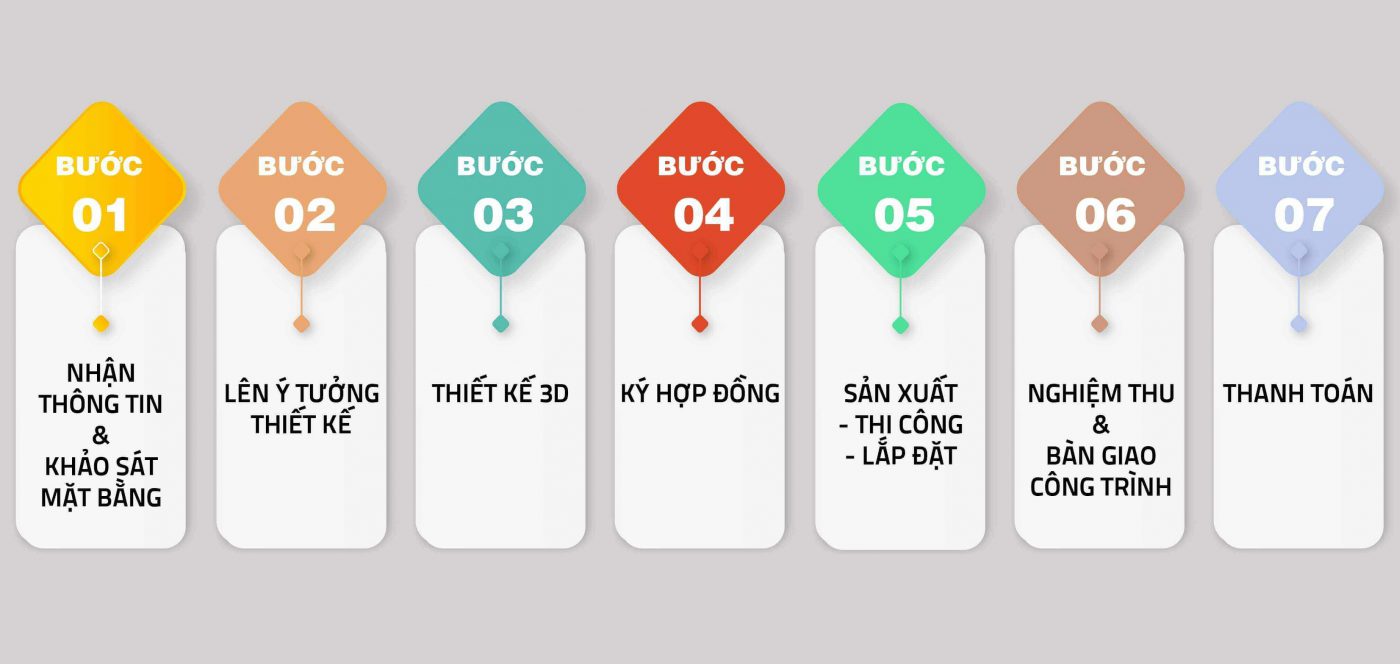 BƯỚC
01
NHẬN
THÔNG TIN
&
KHẢO SÁT
MẶT BẰNG
BƯỚC
02
LÊN Ý TƯỞNG
THIẾT KẾ
BƯỚC
03
THIẾT KẾ 3D
BƯỚC
04
KÝ HỢP ĐỒNG
BƯỚC
05
SẢN XUẤT
- THI CÔNG
- LẮP ĐẶT
BƯỚC
06
NGHIỆM THU
&
BÀN GIAO
CÔNG TRÌNH
BƯỚC
07
THANH TOÁN